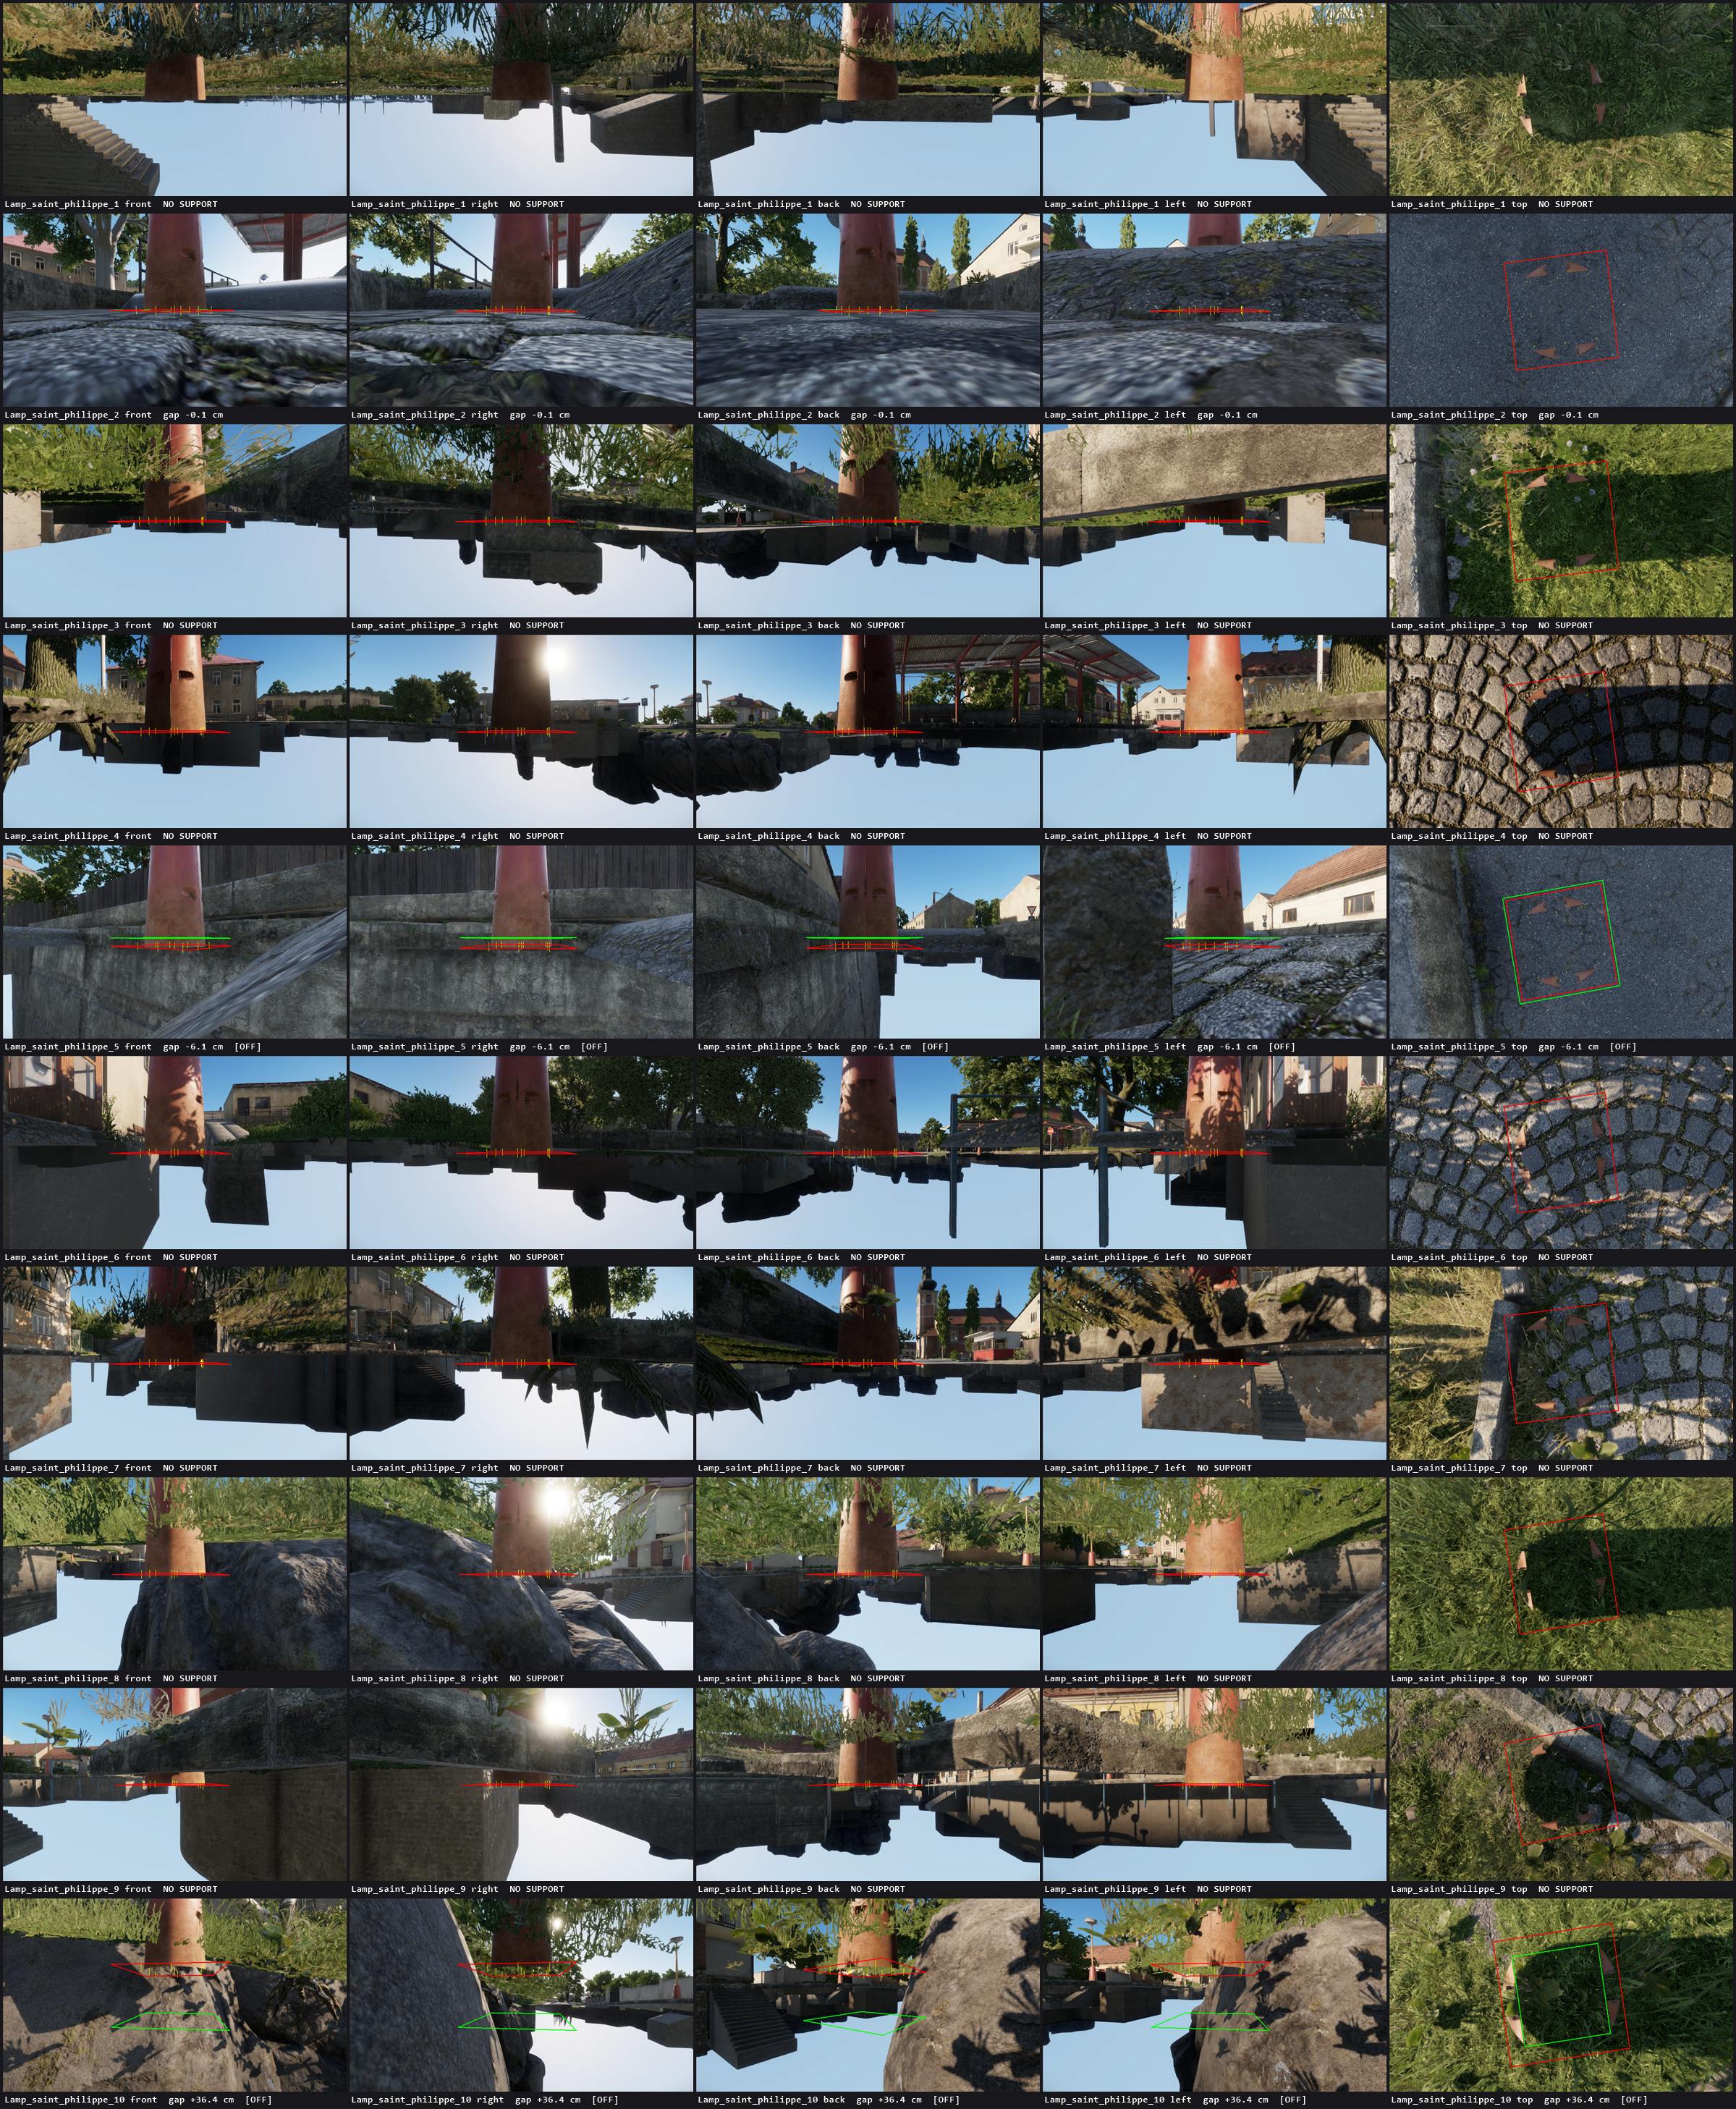 Lamp_saint_philippe_1 front  NO SUPPORT
Lamp_saint_philippe_1 right  NO SUPPORT
Lamp_saint_philippe_1 back  NO SUPPORT
Lamp_saint_philippe_1 left  NO SUPPORT
Lamp_saint_philippe_1 top  NO SUPPORT
Lamp_saint_philippe_2 front  gap -0.1 cm
Lamp_saint_philippe_2 right  gap -0.1 cm
Lamp_saint_philippe_2 back  gap -0.1 cm
Lamp_saint_philippe_2 left  gap -0.1 cm
Lamp_saint_philippe_2 top  gap -0.1 cm
Lamp_saint_philippe_3 front  NO SUPPORT
Lamp_saint_philippe_3 right  NO SUPPORT
Lamp_saint_philippe_3 back  NO SUPPORT
Lamp_saint_philippe_3 left  NO SUPPORT
Lamp_saint_philippe_3 top  NO SUPPORT
Lamp_saint_philippe_4 front  NO SUPPORT
Lamp_saint_philippe_4 right  NO SUPPORT
Lamp_saint_philippe_4 back  NO SUPPORT
Lamp_saint_philippe_4 left  NO SUPPORT
Lamp_saint_philippe_4 top  NO SUPPORT
Lamp_saint_philippe_5 front  gap -6.1 cm  [OFF]
Lamp_saint_philippe_5 right  gap -6.1 cm  [OFF]
Lamp_saint_philippe_5 back  gap -6.1 cm  [OFF]
Lamp_saint_philippe_5 left  gap -6.1 cm  [OFF]
Lamp_saint_philippe_5 top  gap -6.1 cm  [OFF]
Lamp_saint_philippe_6 front  NO SUPPORT
Lamp_saint_philippe_6 right  NO SUPPORT
Lamp_saint_philippe_6 back  NO SUPPORT
Lamp_saint_philippe_6 left  NO SUPPORT
Lamp_saint_philippe_6 top  NO SUPPORT
Lamp_saint_philippe_7 front  NO SUPPORT
Lamp_saint_philippe_7 right  NO SUPPORT
Lamp_saint_philippe_7 back  NO SUPPORT
Lamp_saint_philippe_7 left  NO SUPPORT
Lamp_saint_philippe_7 top  NO SUPPORT
Lamp_saint_philippe_8 front  NO SUPPORT
Lamp_saint_philippe_8 right  NO SUPPORT
Lamp_saint_philippe_8 back  NO SUPPORT
Lamp_saint_philippe_8 left  NO SUPPORT
Lamp_saint_philippe_8 top  NO SUPPORT
Lamp_saint_philippe_9 front  NO SUPPORT
Lamp_saint_philippe_9 right  NO SUPPORT
Lamp_saint_philippe_9 back  NO SUPPORT
Lamp_saint_philippe_9 left  NO SUPPORT
Lamp_saint_philippe_9 top  NO SUPPORT
Lamp_saint_philippe_10 front  gap +36.4 cm  [OFF]
Lamp_saint_philippe_10 right  gap +36.4 cm  [OFF]
Lamp_saint_philippe_10 back  gap +36.4 cm  [OFF]
Lamp_saint_philippe_10 left  gap +36.4 cm  [OFF]
Lamp_saint_philippe_10 top  gap +36.4 cm  [OFF]